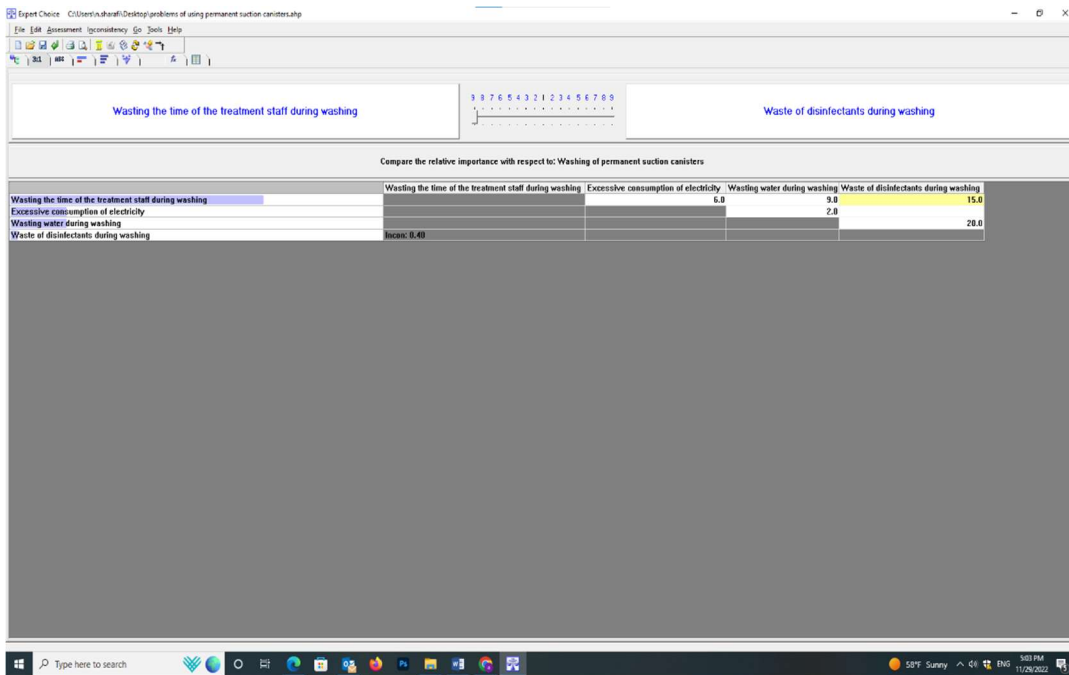 Expert Choice C:\Users\n.sharafi\Desktop\problems of using permanent suction canisters.ahp
File Edit Assessment Inconsistency Go Tools Help
3:1 ABC
Wasting the time of the treatment staff during washing
9 8 7 6 5 4 3 2 1 2 3 4 5 6 7 8 9
Waste of disinfectants during washing
Compare the relative importance with respect to: Washing of permanent suction canisters
Wasting the time of the treatment staff during washing Excessive consumption of electricity Wasting water during washing Waste of disinfectants during washing
Wasting the time of the treatment staff during washing 6.0 9.0 15.0
Excessive consumption of electricity 2.0
Wasting water during washing 20.0
Waste of disinfectants during washing Incon: 0.40
Type here to search
58°F Sunny ENG 5:03 PM
11/29/2022